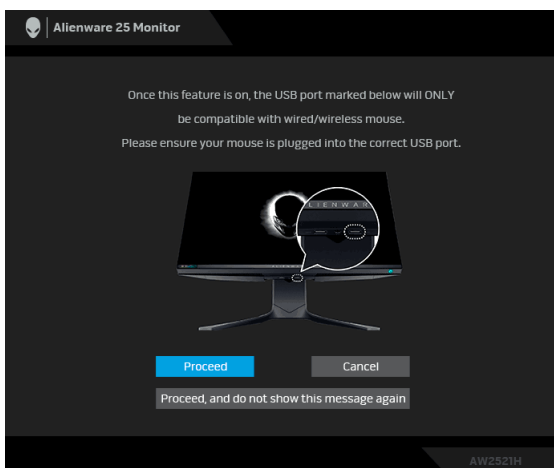 Alienware 25 Monitor
Once this feature is on, the USB port marked below will ONLY
be compatible with wired/wireless mouse.
Please ensure your mouse is plugged into the correct USB port.
ALIENWAR
Proceed
Cancel
Proceed, and do not show this message again
AW2521H